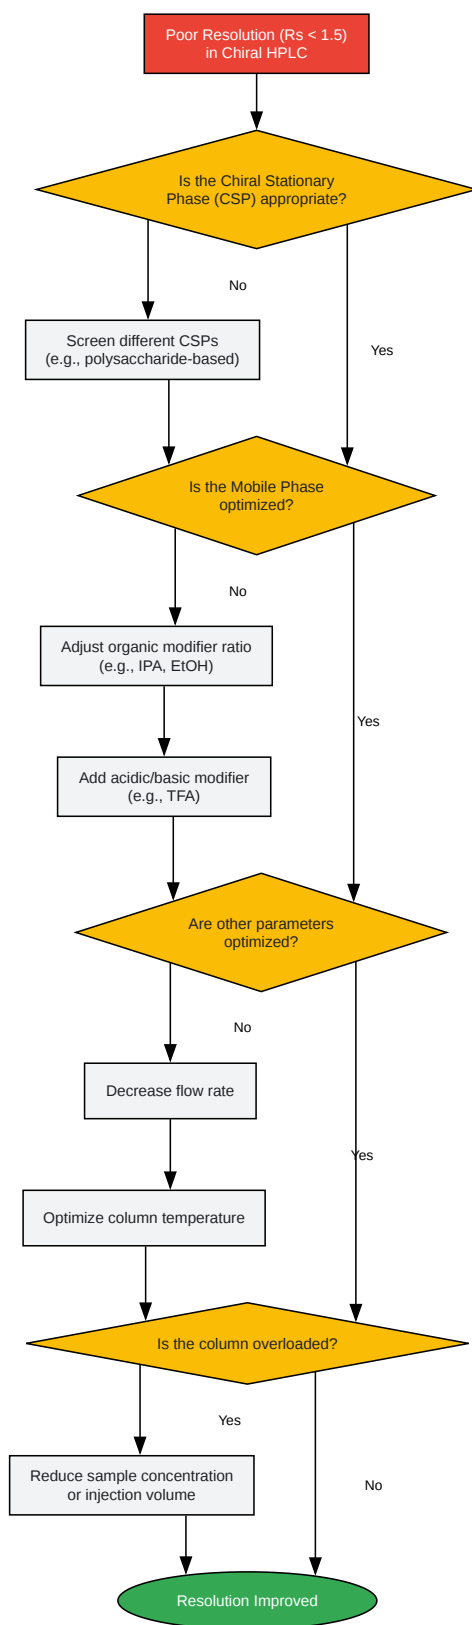 Poor Resolution (Rs < 1.5)
in Chiral HPLC
Is the Chiral Stationary
Phase (CSP) appropriate?
No
Screen different CSPs
(e.g., polysaccharide-based)
Yes
Is the Mobile Phase
optimized?
No
Adjust organic modifier ratio
(e.g., IPA, EtOH)
Yes
Add acidic/basic modifier
(e.g., TFA)
Are other parameters
optimized?
No
Decrease flow rate
Yes
Optimize column temperature
Is the column overloaded?
Yes
Reduce sample concentration
or injection volume
No
Resolution Improved